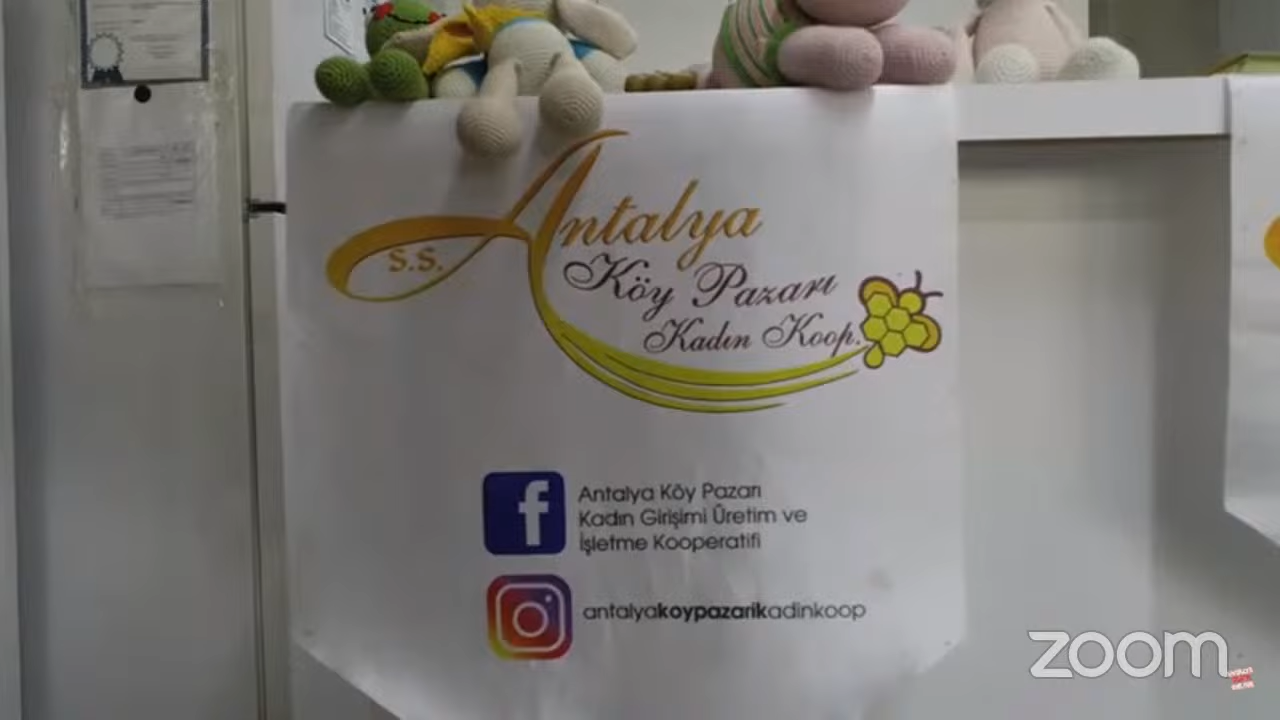 S.S. Antalya
Köy Pazarı
Kadın Koop.
Antalya Köy Pazarı
Kadın Girişimi Üretim ve
İşletme Kooperatifi
antalyakoypazarikadinkoop
zoom